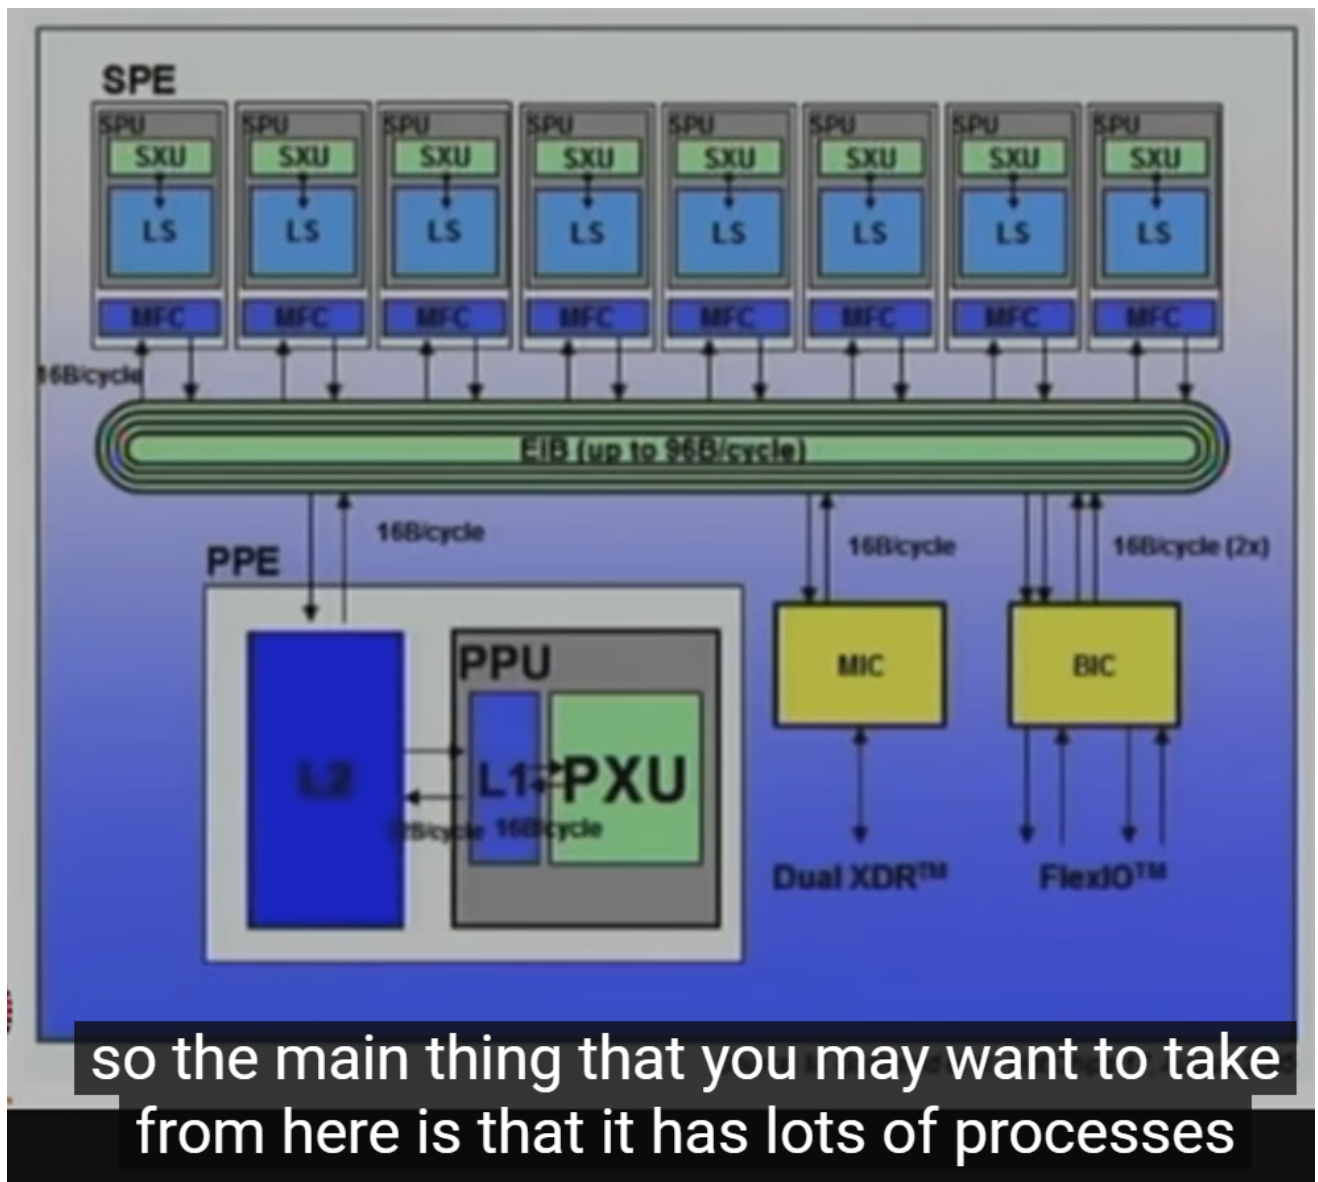 SPE
SPU SPU SPU SPU SPU SPU SPU SPU
SXU SXU SXU SXU SXU SXU SXU SXU
LS LS LS LS LS LS LS LS
MFC MFC MFC MFC MFC MFC MFC MFC
16B/cycle
EIB (up to 96B/cycle)
16B/cycle
16B/cycle
16B/cycle (2x)
PPE
PPU
MIC
BIC
L2
L1
PXU
16B/cycle
Dual XDR™
FlexIO™
so the main thing that you may want to take
from here is that it has lots of processes